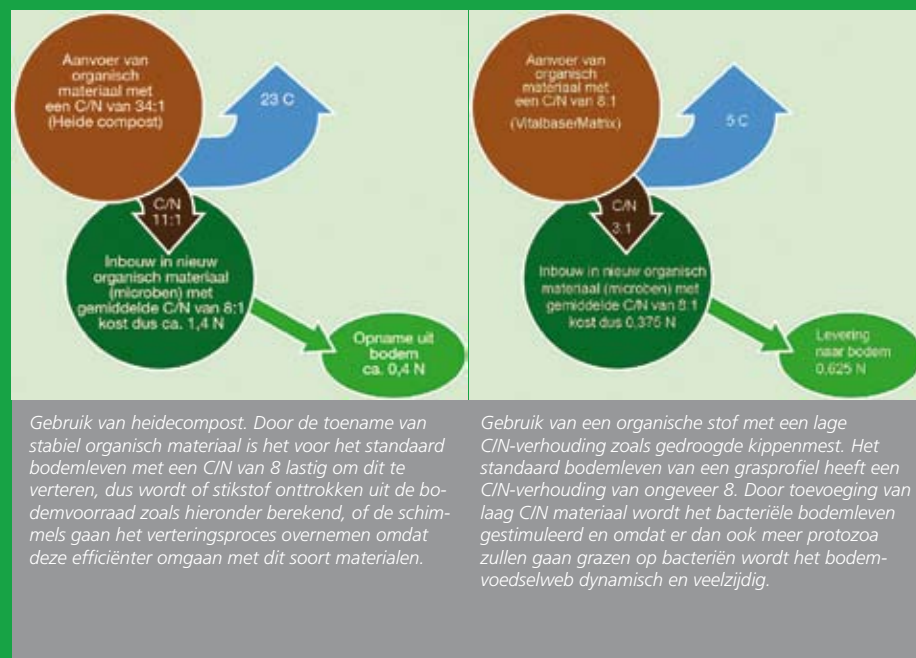 Aanvoer van
organisch
materiaal met
een C/N van 34:1
(Heide compost)
23 C
C/N
11:1
Inbouw in nieuw
organisch materiaal
(microben) met
gemiddelde C/N van 8:1
kost dus ca. 1,4 N
Opname uit
bodem
ca. 0,4 N
Gebruik van heidecompost. Door de toename van
stabiel organisch materiaal is het voor het standaard
bodemleven met een C/N van 8 lastig om dit te
verteren, dus wordt of stikstof onttrokken uit de bo-
demvoorraad zoals hieronder berekend, of de schim-
mels gaan het verteringsproces overnemen omdat
deze efficiënter omgaan met dit soort materialen.
Aanvoer van
organisch
materiaal met
een C/N van 8:1
(Vitalbase/Matrix)
5 C
C/N
3:1
Inbouw in nieuw organisch
materiaal (microben) met
gemiddelde C/N van 8:1
kost dus 0,375 N
Levering
naar bodem
0,625 N
Gebruik van een organische stof met een lage
C/N-verhouding zoals gedroogde kippenmest. Het
standaard bodemleven van een grasprofiel heeft een
C/N-verhouding van ongeveer 8. Door toevoeging van
laag C/N materiaal wordt het bacteriële bodemleven
gestimuleerd en omdat er dan ook meer protozoa
zullen gaan grazen op bacteriën wordt het bodem-
voedselweb dynamisch en veelzijdig.